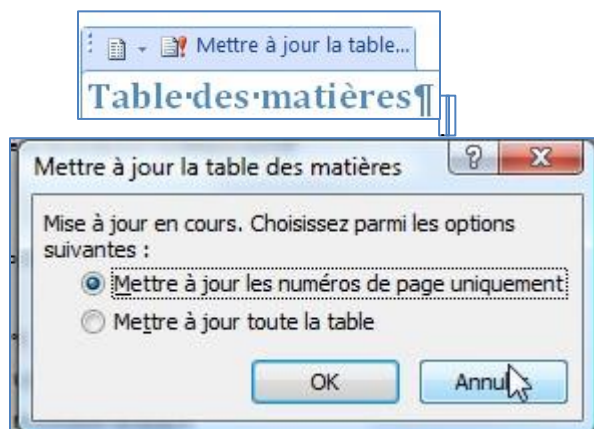 Mettre à jour la table...
Table·des·matières¶
Mettre à jour la table des matières
Mise à jour en cours. Choisissez parmi les options
suivantes :
Mettre à jour les numéros de page uniquement
Mettre à jour toute la table
OK